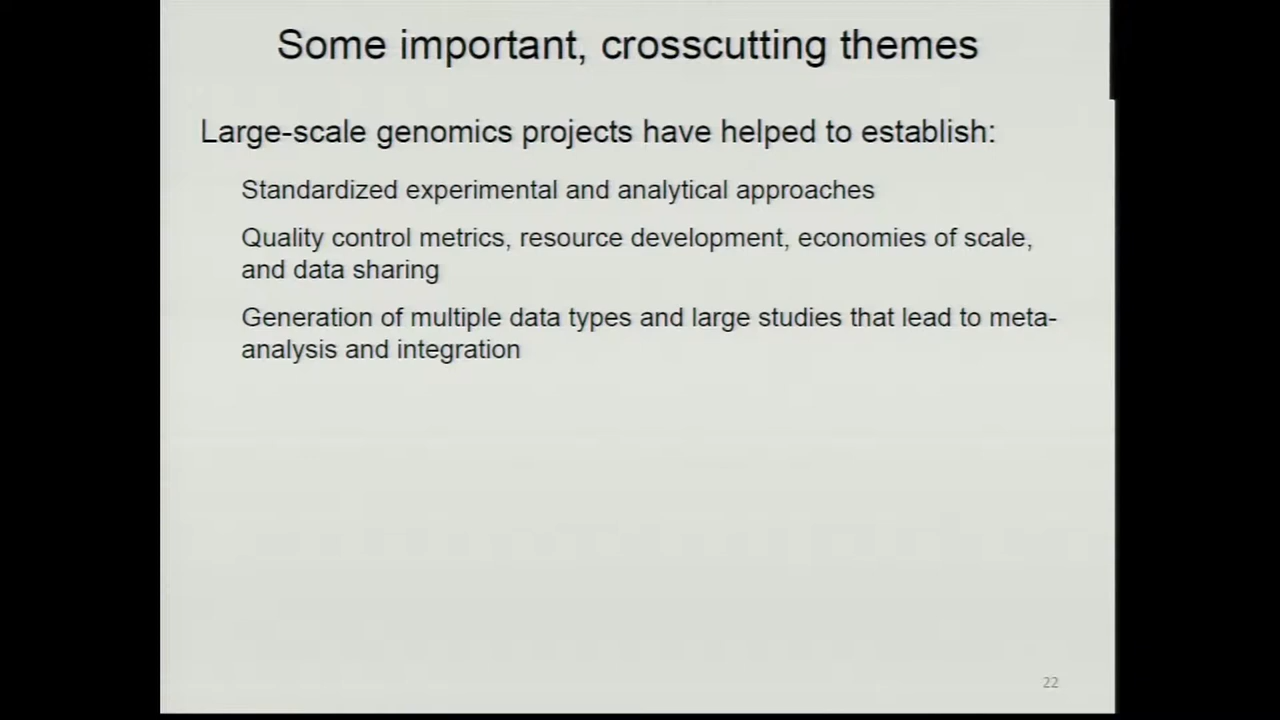 Some important, crosscutting themes
Large-scale genomics projects have helped to establish:
Standardized experimental and analytical approaches
Quality control metrics, resource development, economies of scale,
and data sharing
Generation of multiple data types and large studies that lead to meta-
analysis and integration
22